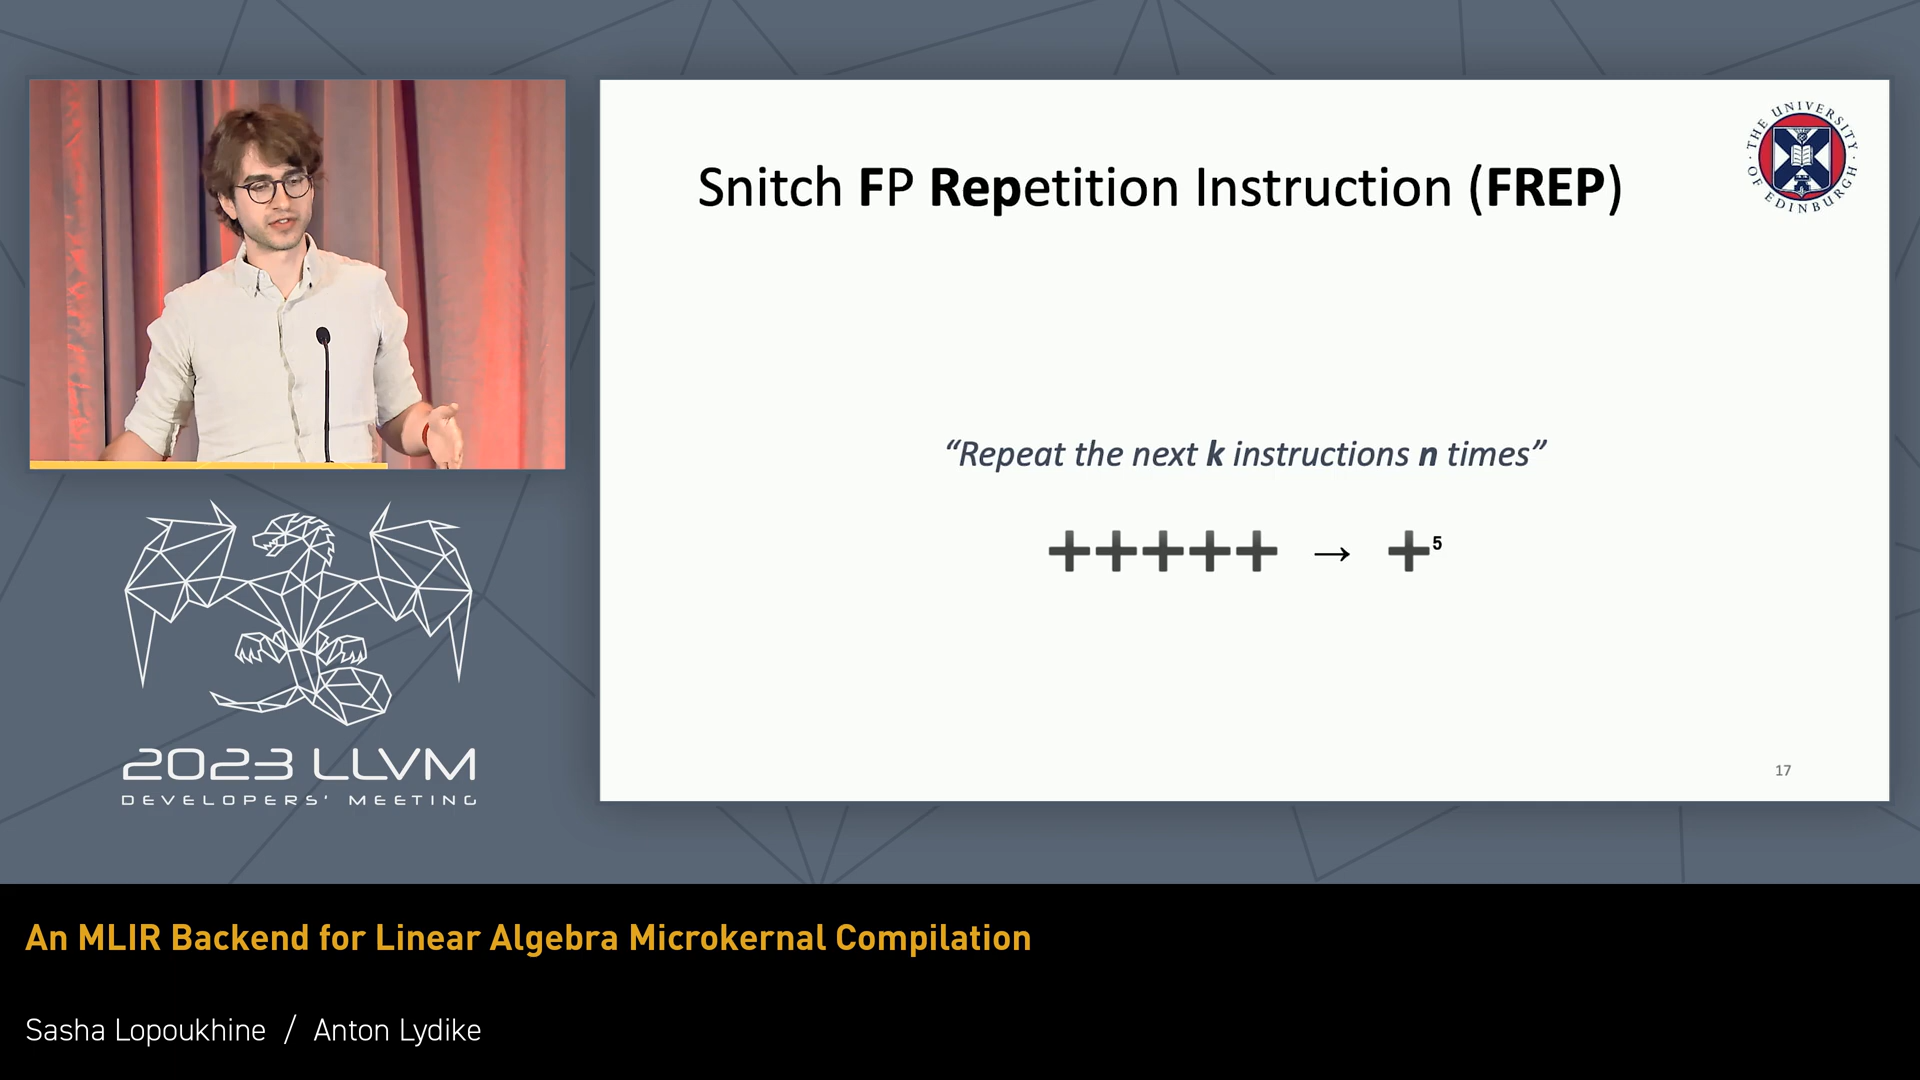 Snitch FP Repetition Instruction (FREP)
THE UNIVERSITY OF EDINBURGH
“Repeat the next k instructions n times”
+++++ → +5
17
2023 LLVM
DEVELOPERS' MEETING
An MLIR Backend for Linear Algebra Microkernal Compilation
Sasha Lopoukhine / Anton Lydike